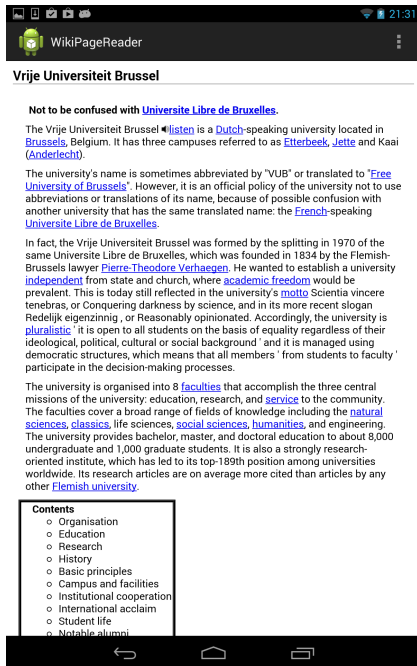 21:31
WikiPageReader
Vrije Universiteit Brussel
Not to be confused with Universite Libre de Bruxelles.
The Vrije Universiteit Brussel listen is a Dutch-speaking university located in
Brussels, Belgium. It has three campuses referred to as Etterbeek, Jette and Kaai
(Anderlecht).
The university's name is sometimes abbreviated by "VUB" or translated to "Free
University of Brussels". However, it is an official policy of the university not to use
abbreviations or translations of its name, because of possible confusion with
another university that has the same translated name: the French-speaking
Universite Libre de Bruxelles.
In fact, the Vrije Universiteit Brussel was formed by the splitting in 1970 of the
same Universite Libre de Bruxelles, which was founded in 1834 by the Flemish-
Brussels lawyer Pierre-Theodore Verhaegen. He wanted to establish a university
independent from state and church, where academic freedom would be
prevalent. This is today still reflected in the university's motto Scientia vincere
tenebras, or Conquering darkness by science, and in its more recent slogan
Redelijk eigenzinnig , or Reasonably opinionated. Accordingly, the university is
pluralistic ' it is open to all students on the basis of equality regardless of their
ideological, political, cultural or social background ' and it is managed using
democratic structures, which means that all members ' from students to faculty '
participate in the decision-making processes.
The university is organised into 8 faculties that accomplish the three central
missions of the university: education, research, and service to the community.
The faculties cover a broad range of fields of knowledge including the natural
sciences, classics, life sciences, social sciences, humanities, and engineering.
The university provides bachelor, master, and doctoral education to about 8,000
undergraduate and 1,000 graduate students. It is also a strongly research-
oriented institute, which has led to its top-189th position among universities
worldwide. Its research articles are on average more cited than articles by any
other Flemish university.
Contents
Organisation
Education
Research
History
Basic principles
Campus and facilities
Institutional cooperation
International acclaim
Student life
Notable alumni